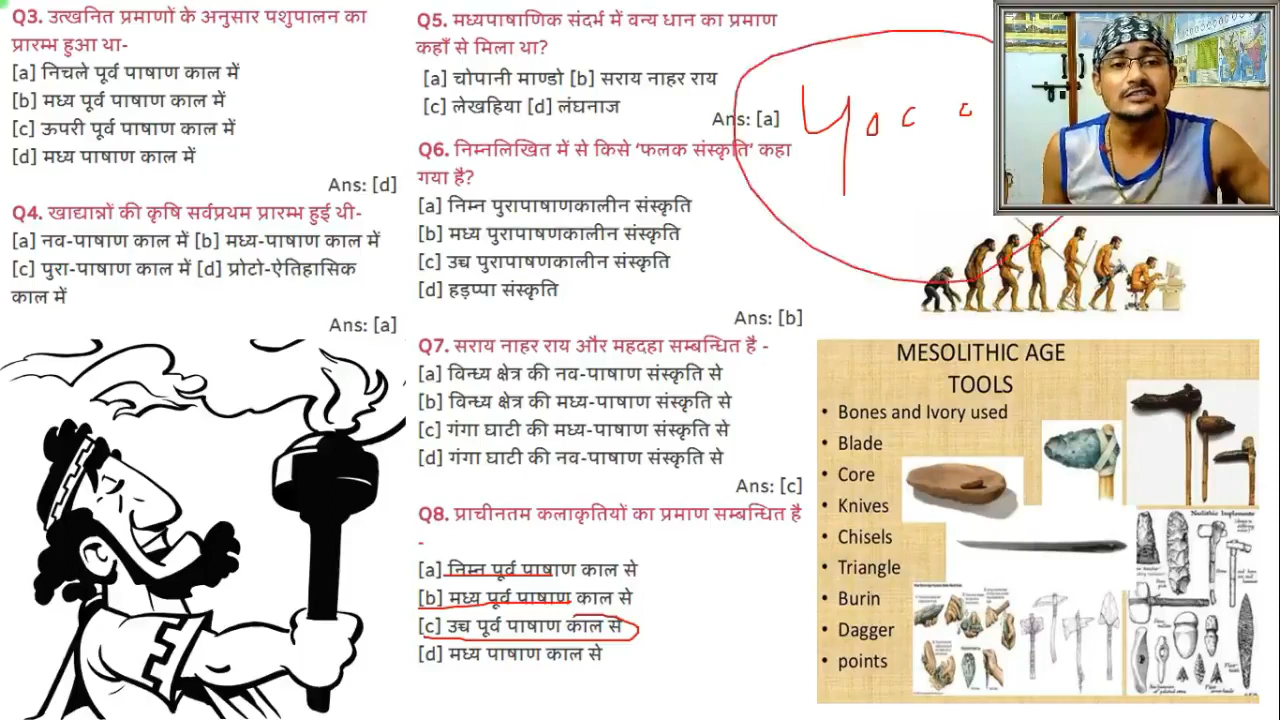 Q3. उत्खनित प्रमाणों के अनुसार पशुपालन का
प्रारम्भ हुआ था-
[a] निचले पूर्व पाषाण काल में
[b] मध्य पूर्व पाषाण काल में
[c] ऊपरी पूर्व पाषाण काल में
[d] मध्य पाषाण काल में
Ans: [d]
Q4. खाद्यान्नों की कृषि सर्वप्रथम प्रारम्भ हुई थी-
[a] नव-पाषाण काल में [b] मध्य-पाषाण काल में
[c] पुरा-पाषाण काल में [d] प्रोटो-ऐतिहासिक
काल में
Ans: [a]
Q5. मध्यपाषाणिक संदर्भ में वन्य धान का प्रमाण
कहाँ से मिला था?
[a] चोपानी माण्डो [b] सराय नाहर राय
[c] लेखहिया [d] लंघनाज
Ans: [a]
Q6. निम्नलिखित में से किसे ‘फलक संस्कृति’ कहा
गया है?
[a] निम्न पुरापाषाणकालीन संस्कृति
[b] मध्य पुरापाषणकालीन संस्कृति
[c] उच्च पुरापाषाणकालीन संस्कृति
[d] हड़प्पा संस्कृति
Ans: [b]
Q7. सराय नाहर राय और महदहा सम्बन्धित है -
[a] विन्ध्य क्षेत्र की नव-पाषाण संस्कृति से
[b] विन्ध्य क्षेत्र की मध्य-पाषाण संस्कृति से
[c] गंगा घाटी की मध्य-पाषाण संस्कृति से
[d] गंगा घाटी की नव-पाषाण संस्कृति से
Ans: [c]
Q8. प्राचीनतम कलाकृतियों का प्रमाण सम्बन्धित है
-
[a] निम्न पूर्व पाषाण काल से
[b] मध्य पूर्व पाषाण काल से
[c] उच्च पूर्व पाषाण काल से
[d] मध्य पाषाण काल से
MESOLITHIC AGE
TOOLS
• Bones and Ivory used
• Blade
• Core
• Knives
• Chisels
• Triangle
• Burin
• Dagger
• points
Neolithic Implements